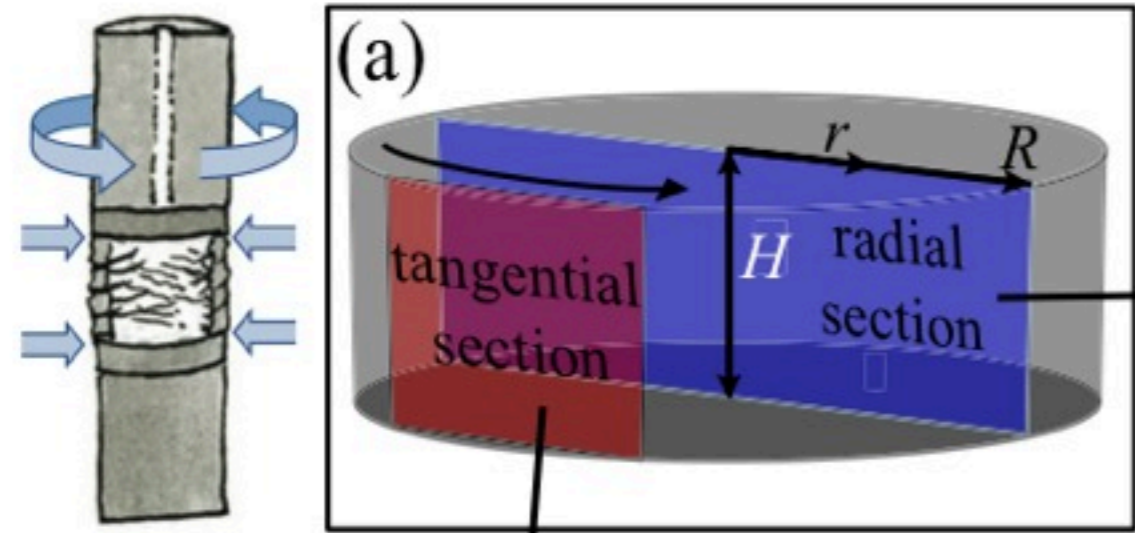 (a)
r
R
H
tangential
section
radial
section